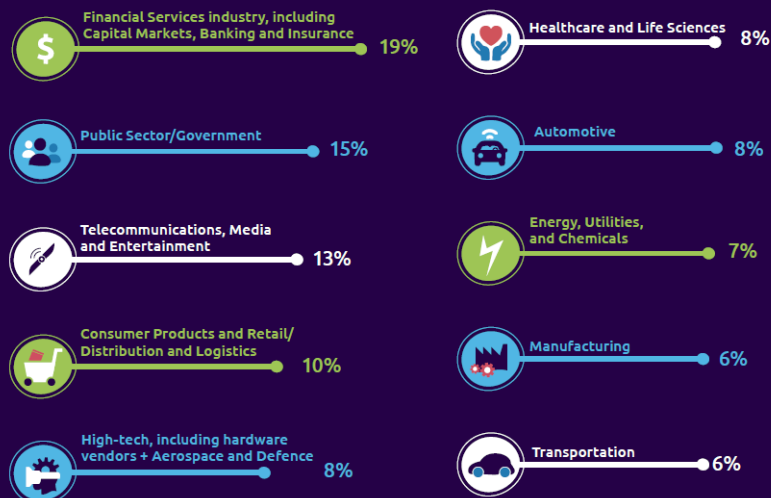 Financial Services industry, including
Capital Markets, Banking and Insurance
19%
Public Sector/Government
15%
Telecommunications, Media
and Entertainment
13%
Consumer Products and Retail/
Distribution and Logistics
10%
High-tech, including hardware
vendors + Aerospace and Defence
8%
Healthcare and Life Sciences
8%
Automotive
8%
Energy, Utilities,
and Chemicals
7%
Manufacturing
6%
Transportation
6%